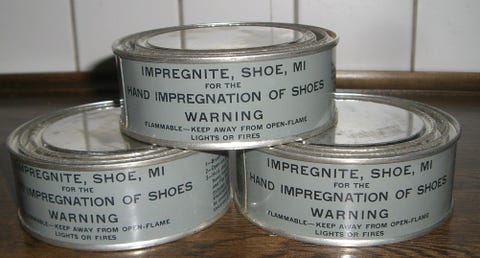 IMPREGNITE, SHOE, MI
FOR THE
HAND IMPREGNATION OF SHOES
WARNING
FLAMMABLE—KEEP AWAY FROM OPEN-FLAME
LIGHTS OR FIRES
IMPREGNITE, SHOE, MI
FOR THE
HAND IMPREGNATION OF SHOES
WARNING
FLAMMABLE—KEEP AWAY FROM OPEN-FLAME
LIGHTS OR FIRES
IMPREGNITE, SHOE, MI
FOR THE
HAND IMPREGNATION OF SHOES
WARNING
FLAMMABLE—KEEP AWAY FROM OPEN-FLAME
LIGHTS OR FIRES